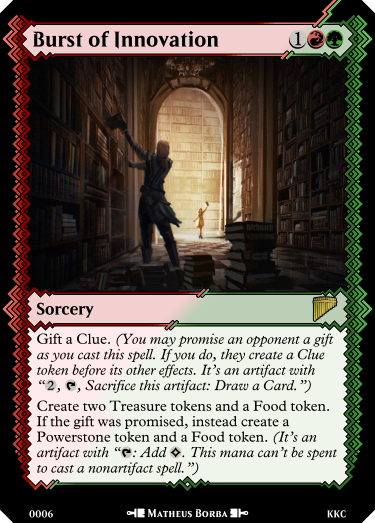 Burst of Innovation 1
Sorcery
Gift a Clue. (You may promise an opponent a gift
as you cast this spell. If you do, they create a Clue
token before its other effects. It's an artifact with
“2, , Sacrifice this artifact: Draw a Card.”)
Create two Treasure tokens and a Food token.
If the gift was promised, instead create a
Powerstone token and a Food token. (It's an
artifact with “: Add . This mana can't be spent
to cast a nonartifact spell.”)
0006 Matheus Borba KKC